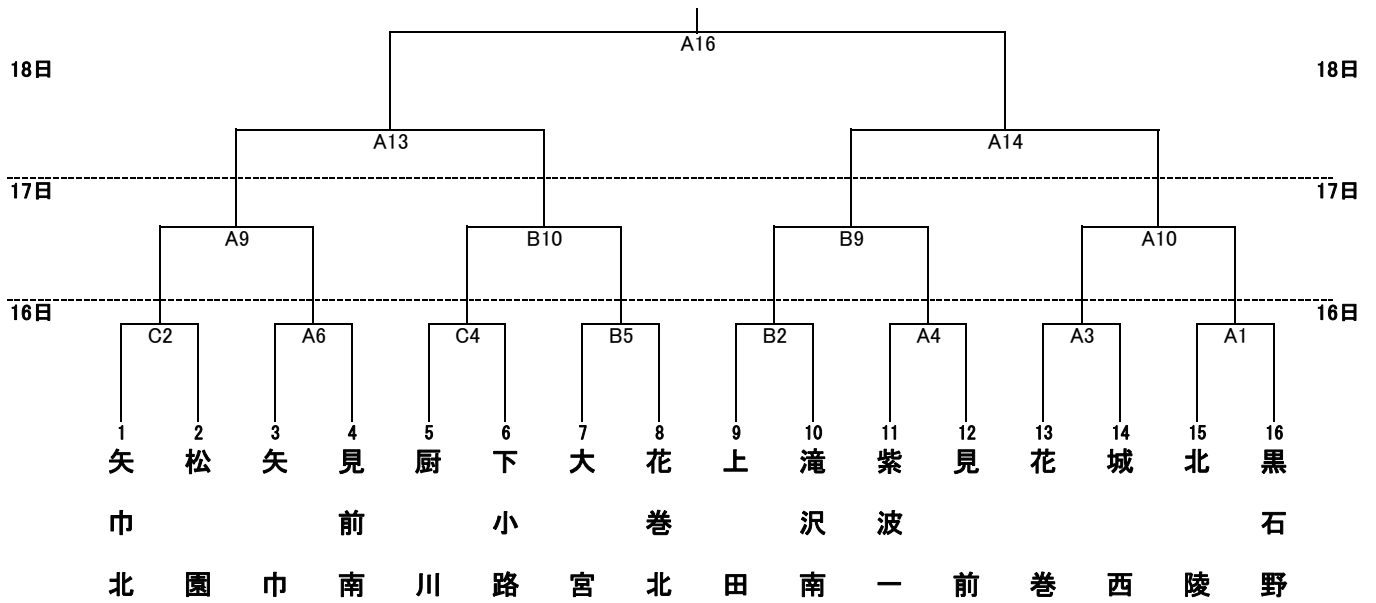 A16
18日 18日
A13 A14
17日 17日
A9 B10 B9 A10
16日 16日
C2 A6 C4 B5 B2 A4 A3 A1
1 2 3 4 5 6 7 8 9 10 11 12 13 14 15 16
矢巾北
松園
矢巾
見前南
厨川
下小路
大宮
花巻北
上田
滝沢南
紫波一
見前
花巻
城西
北陵
黒石野